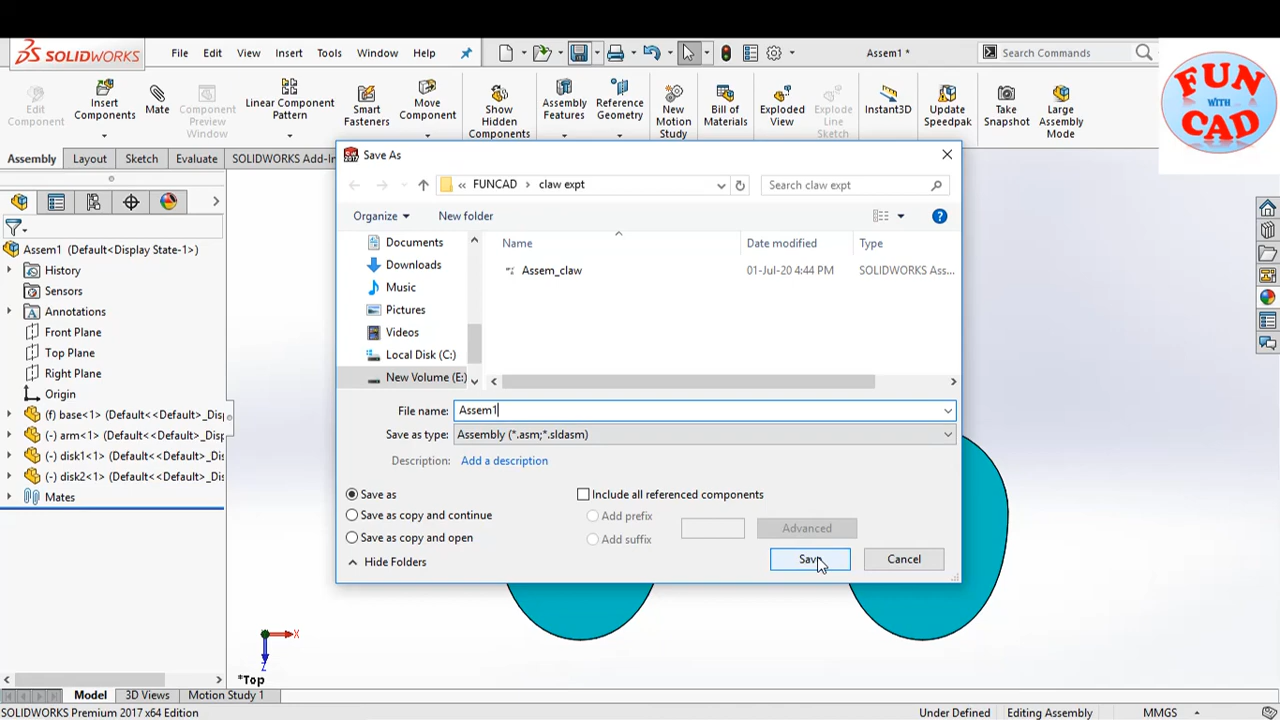 SOLIDWORKS File Edit View Insert Tools Window Help Assem1 * Search Commands
FUN
WITH
CAD
Edit
Component
Insert
Components
Mate
Component
Preview
Window
Linear Component
Pattern
Smart
Fasteners
Move
Component
Show
Hidden
Components
Assembly
Features
Reference
Geometry
New
Motion
Study
Bill of
Materials
Exploded
View
Explode
Line
Sketch
Instant3D
Update
Speedpak
Take
Snapshot
Large
Assembly
Mode
Assembly Layout Sketch Evaluate SOLIDWORKS Add-In
Save As
« FUNCAD › claw expt Search claw expt
Organize New folder
Documents
Downloads
Music
Pictures
Videos
Local Disk (C:)
New Volume (E:)
Name Date modified Type
Assem_claw 01-Jul-20 4:44 PM SOLIDWORKS Ass...
File name: Assem1
Save as type: Assembly (*.asm;*.sldasm)
Description: Add a description
Save as
Save as copy and continue
Save as copy and open
Include all referenced components
Add prefix
Add suffix
Advanced
Hide Folders
Save Cancel
Assem1 (Default<Display State-1>)
History
Sensors
Annotations
Front Plane
Top Plane
Right Plane
Origin
(f) base<1> (Default<<Default>_Disp
(-) arm<1> (Default<<Default>_Disp
(-) disk1<1> (Default<<Default>_Dis
(-) disk2<1> (Default<<Default>_Dis
Mates
X
Z
*Top
Model 3D Views Motion Study 1
SOLIDWORKS Premium 2017 x64 Edition Under Defined Editing Assembly MMGS